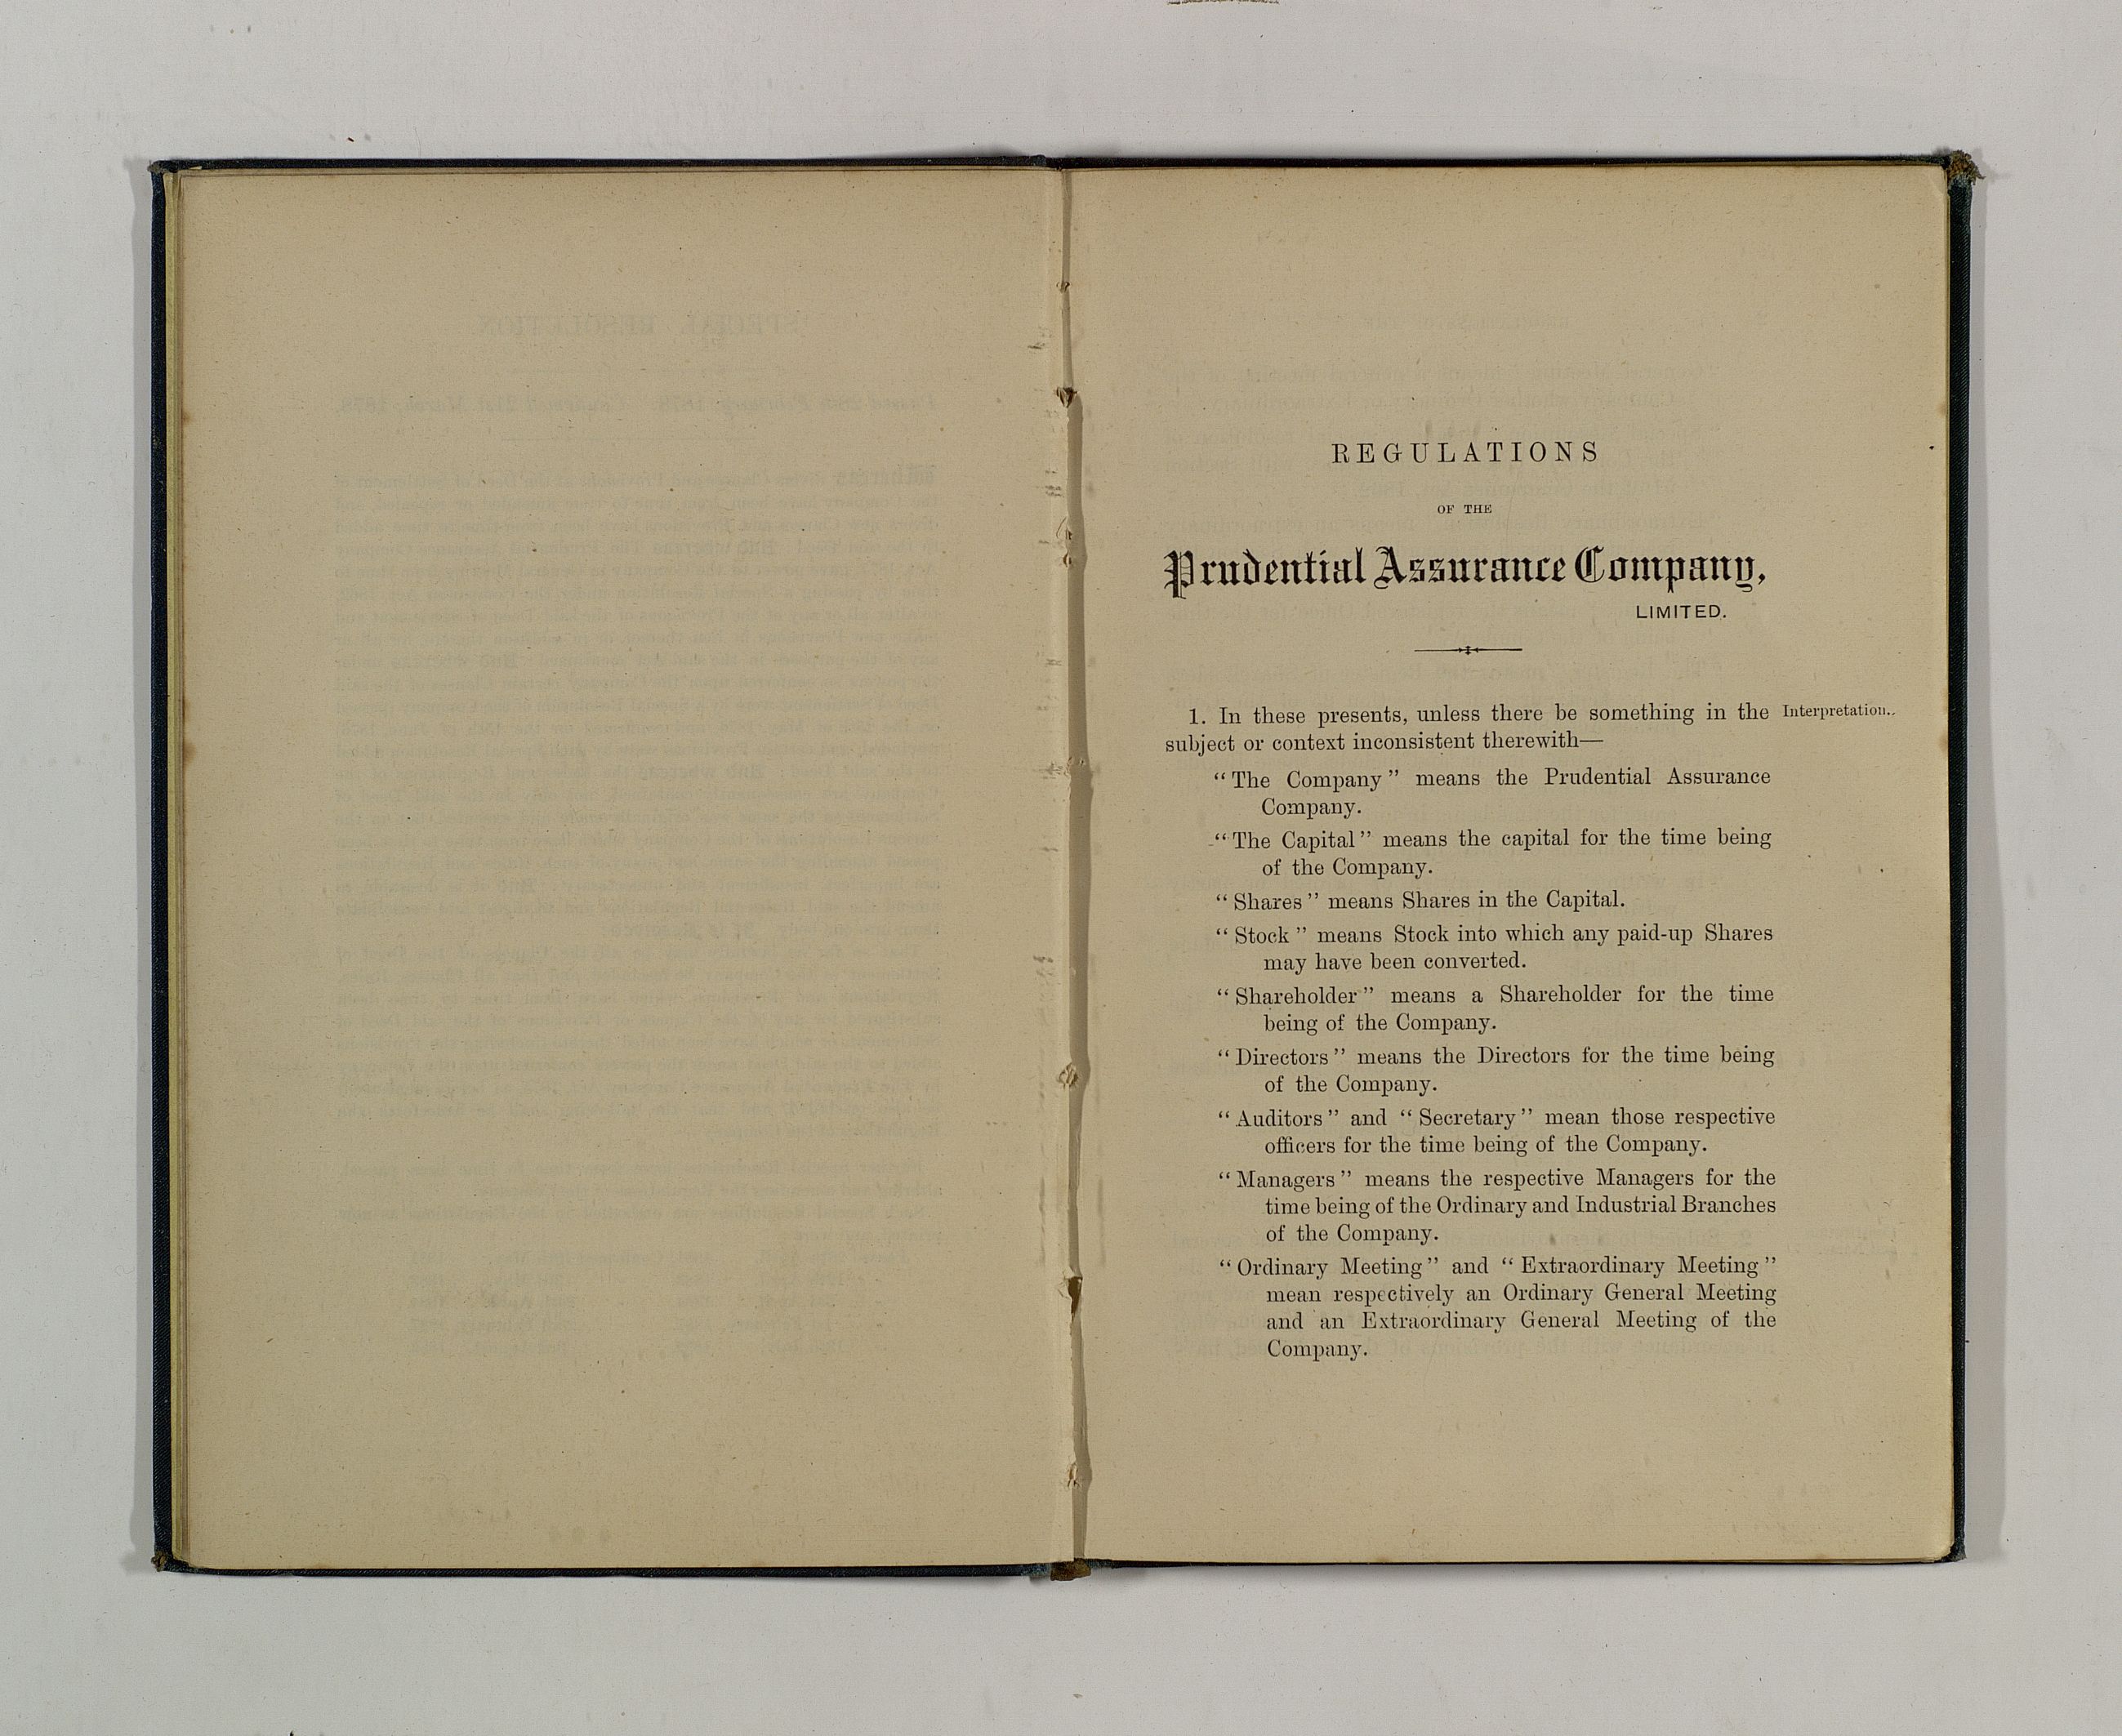 REGULATIONS
OF THE
Prudential Assurance Company,
LIMITED.
1. In these presents, unless there be something in the Interpretation.
subject or context inconsistent therewith—
“The Company” means the Prudential Assurance
Company.
“The Capital” means the capital for the time being
of the Company.
“Shares” means Shares in the Capital.
“Stock” means Stock into which any paid-up Shares
may have been converted.
“Shareholder” means a Shareholder for the time
being of the Company.
“Directors” means the Directors for the time being
of the Company.
“Auditors” and “Secretary” mean those respective
officers for the time being of the Company.
“Managers” means the respective Managers for the
time being of the Ordinary and Industrial Branches
of the Company.
“Ordinary Meeting” and “Extraordinary Meeting”
mean respectively an Ordinary General Meeting
and an Extraordinary General Meeting of the
Company.